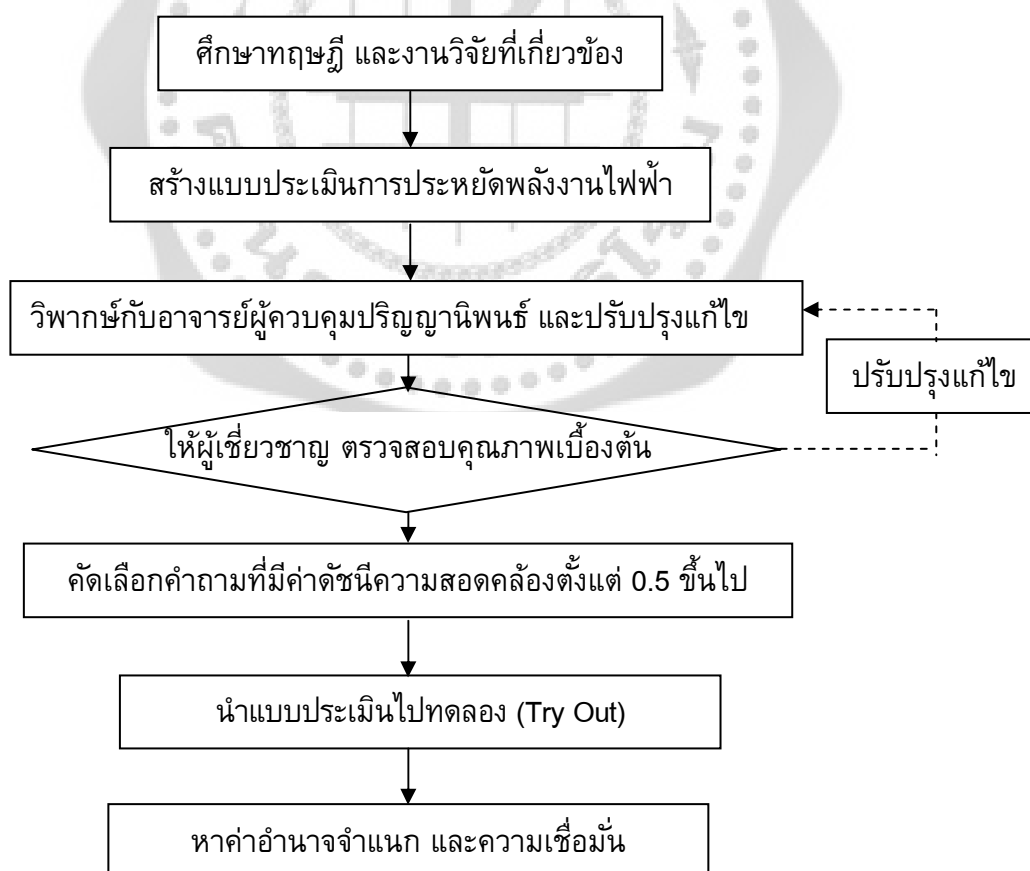 ศึกษาทฤษฎี และงานวิจัยที่เกี่ยวข้อง
สร้างแบบประเมินการประหยัดพลังงานไฟฟ้า
วิพากษ์กับอาจารย์ผู้ควบคุมปริญญานิพนธ์ และปรับปรุงแก้ไข
ปรับปรุงแก้ไข
ให้ผู้เชี่ยวชาญ ตรวจสอบคุณภาพเบื้องต้น
คัดเลือกคำถามที่มีค่าดัชนีความสอดคล้องตั้งแต่ 0.5 ขึ้นไป
นำแบบประเมินไปทดลอง (Try Out)
หาค่าอำนาจจำแนก และความเชื่อมั่น